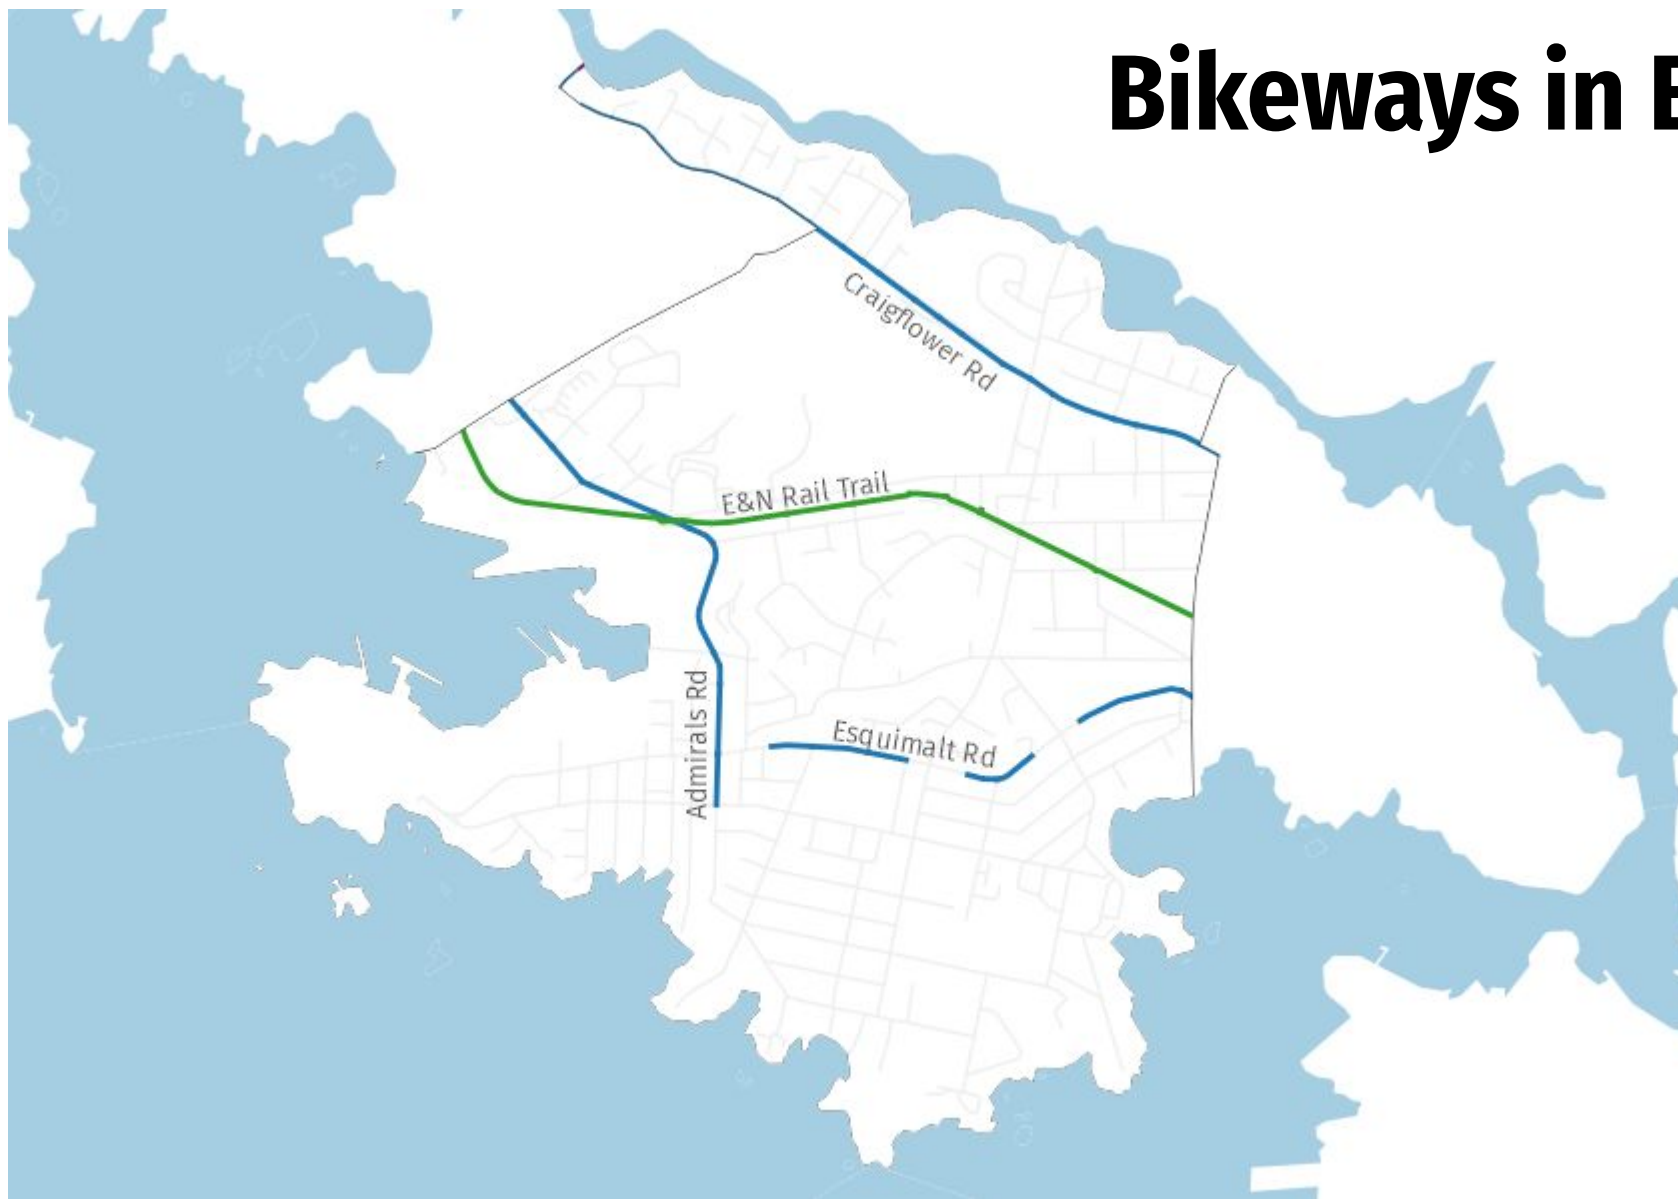 Bikeways in E
Craigflower Rd
E&N Rail Trail
Admirals Rd
Esquimalt Rd